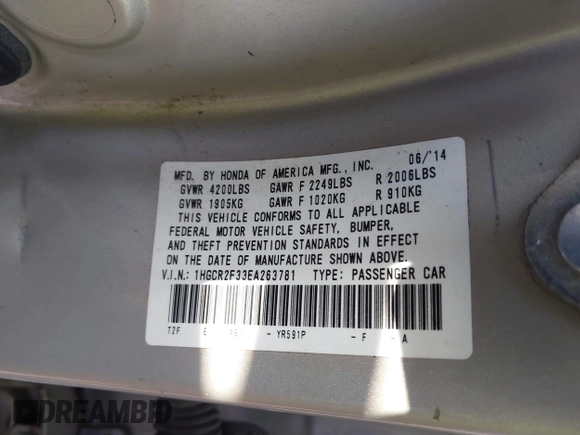 MFD. BY HONDA OF AMERICA MFG., INC. 06/'14
GVWR 4200LBS GAWR F 2249LBS R 2006LBS
GVWR 1905KG GAWR F 1020KG R 910KG
THIS VEHICLE CONFORMS TO ALL APPLICABLE
FEDERAL MOTOR VEHICLE SAFETY, BUMPER,
AND THEFT PREVENTION STANDARDS IN EFFECT
ON THE DATE OF MANUFACTURE SHOWN ABOVE.
V.I.N.: 1HGCR2F33EA263781 TYPE: PASSENGER CAR
T2F - YR591P - F - A
DREAMBID